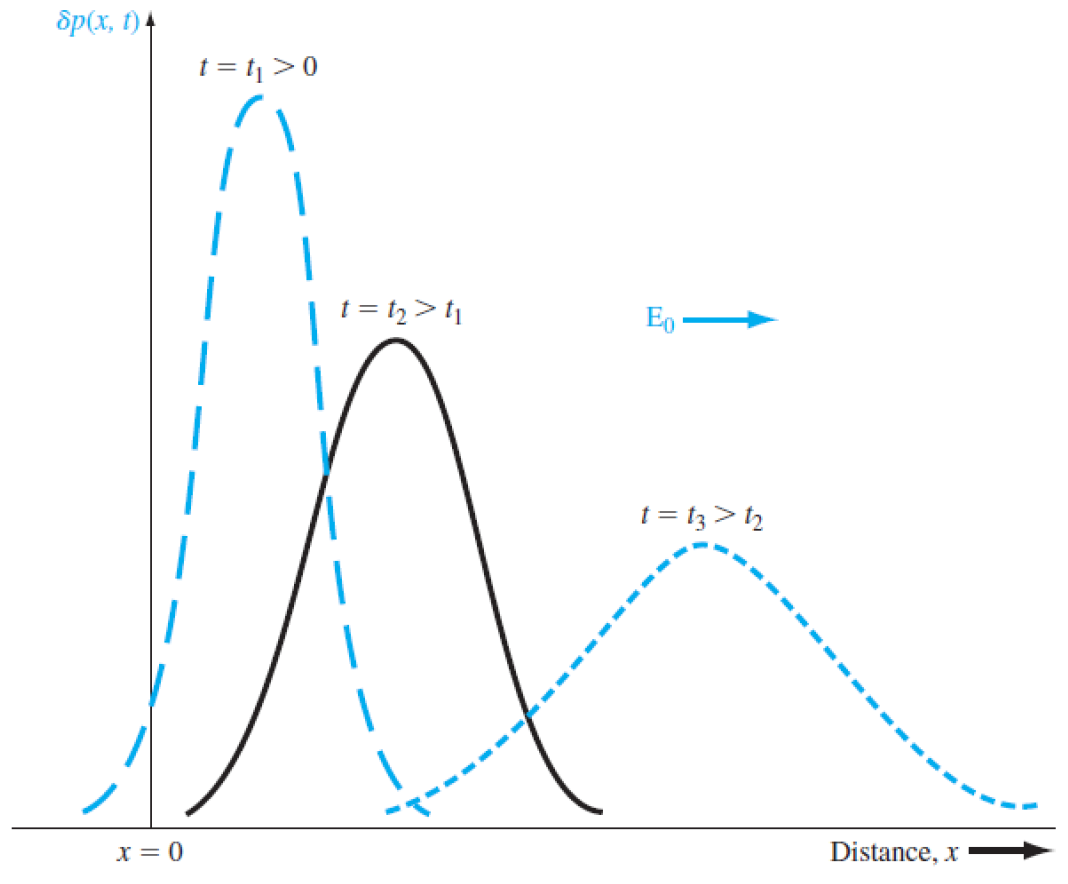 δp(x, t)
t = t₁ > 0
t = t₂ > t₁
E₀
t = t₃ > t₂
x = 0
Distance, x